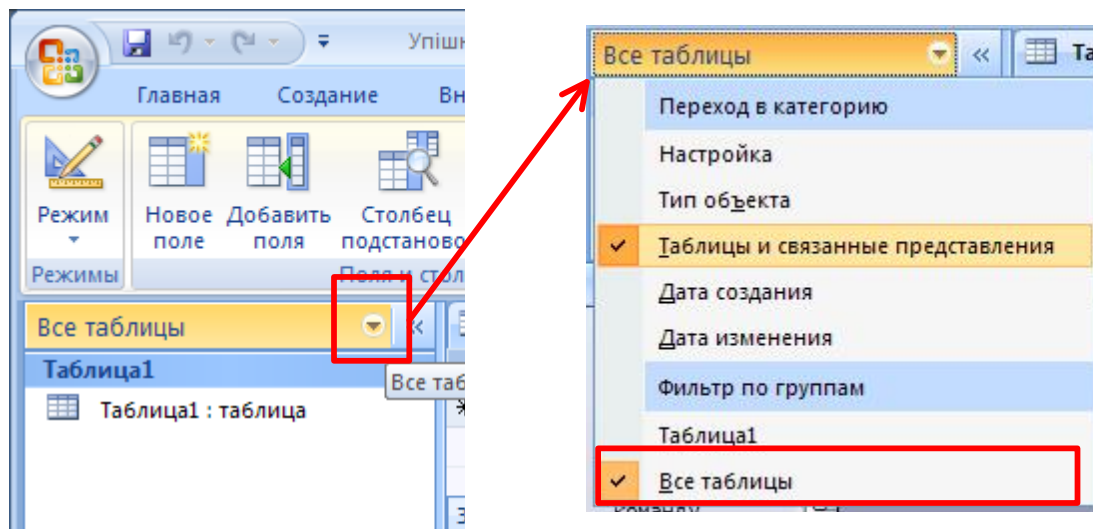 Упішк
Главная Создание Вн
Режим Новое поле Добавить поля Столбец подстаново
Режимы Поля и стол
Все таблицы
Таблица1
Все таб
Таблица1 : таблица
Все таблицы Та
Переход в категорию
Настройка
Тип объекта
Таблицы и связанные представления
Дата создания
Дата изменения
Фильтр по группам
Таблица1
Все таблицы